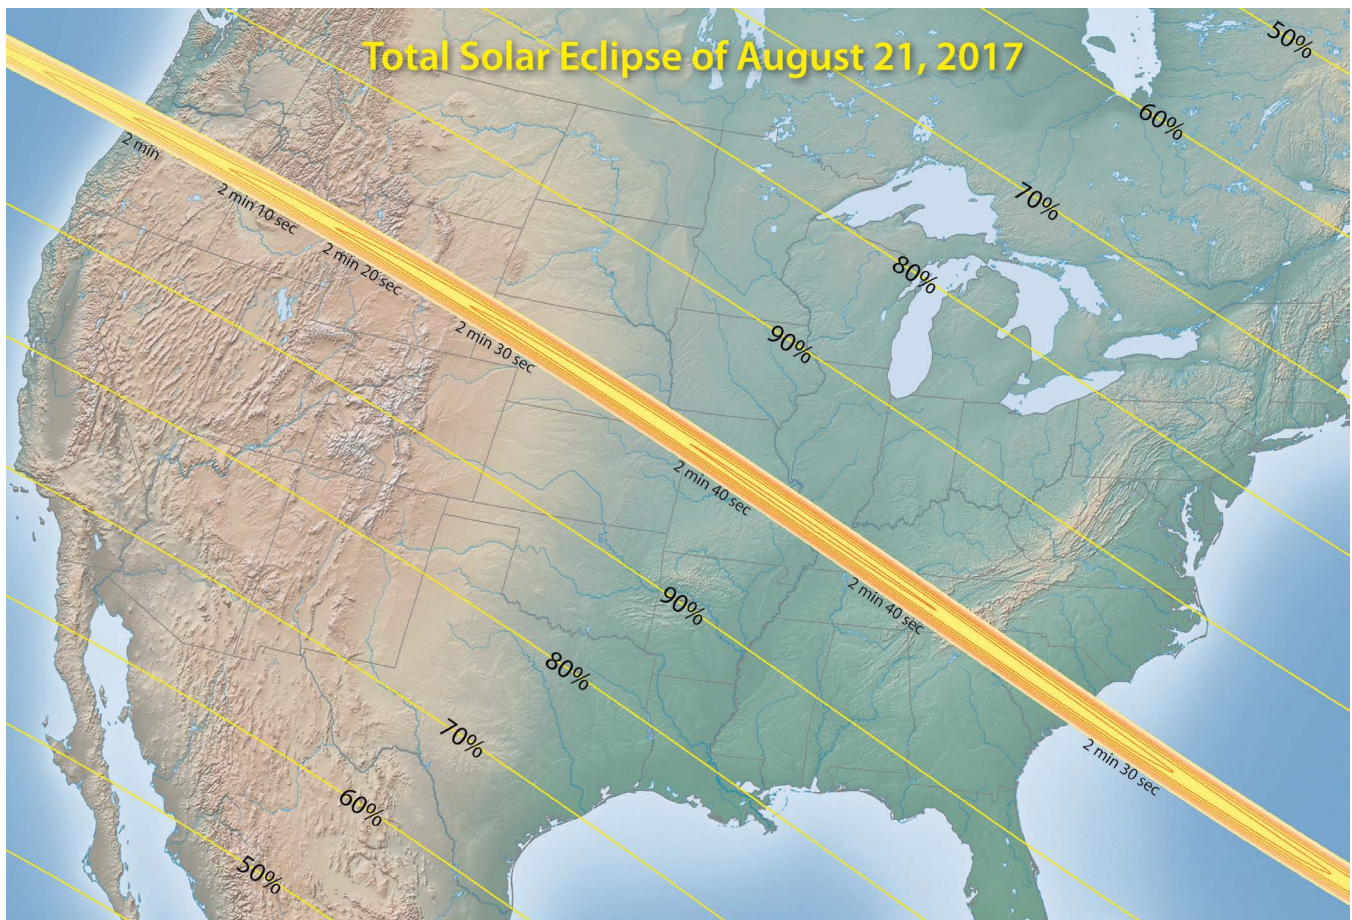 Total Solar Eclipse of August 21, 2017
50%
60%
70%
80%
90%
2 min
2 min 10 sec
2 min 20 sec
2 min 30 sec
2 min 40 sec
2 min 40 sec
2 min 30 sec
90%
80%
70%
60%
50%